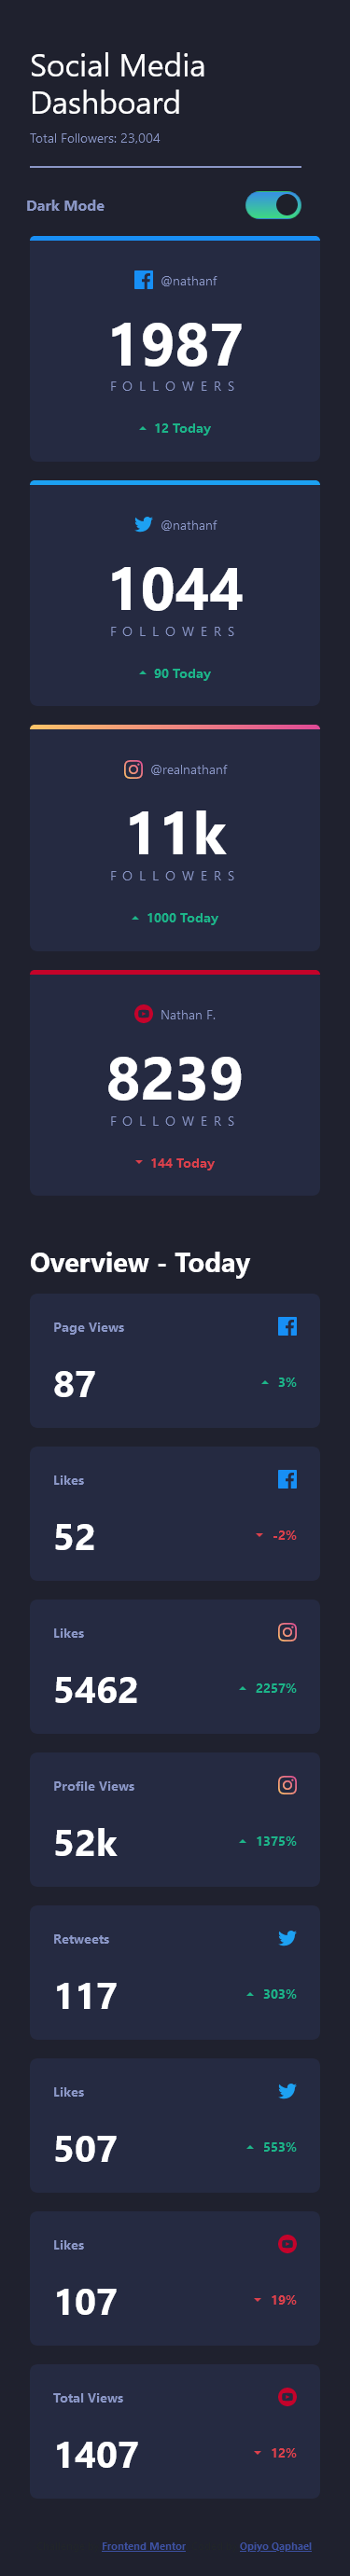 Social Media
Dashboard
Total Followers: 23,004
Dark Mode
@nathanf
1987
FOLLOWERS
12 Today
@nathanf
1044
FOLLOWERS
90 Today
@realnathanf
11k
FOLLOWERS
1000 Today
Nathan F.
8239
FOLLOWERS
144 Today
Overview - Today
Page Views
87
3%
Likes
52
-2%
Likes
5462
2257%
Profile Views
52k
1375%
Retweets
117
303%
Likes
507
553%
Likes
107
19%
Total Views
1407
12%
Frontend Mentor Opiyo Qaphael